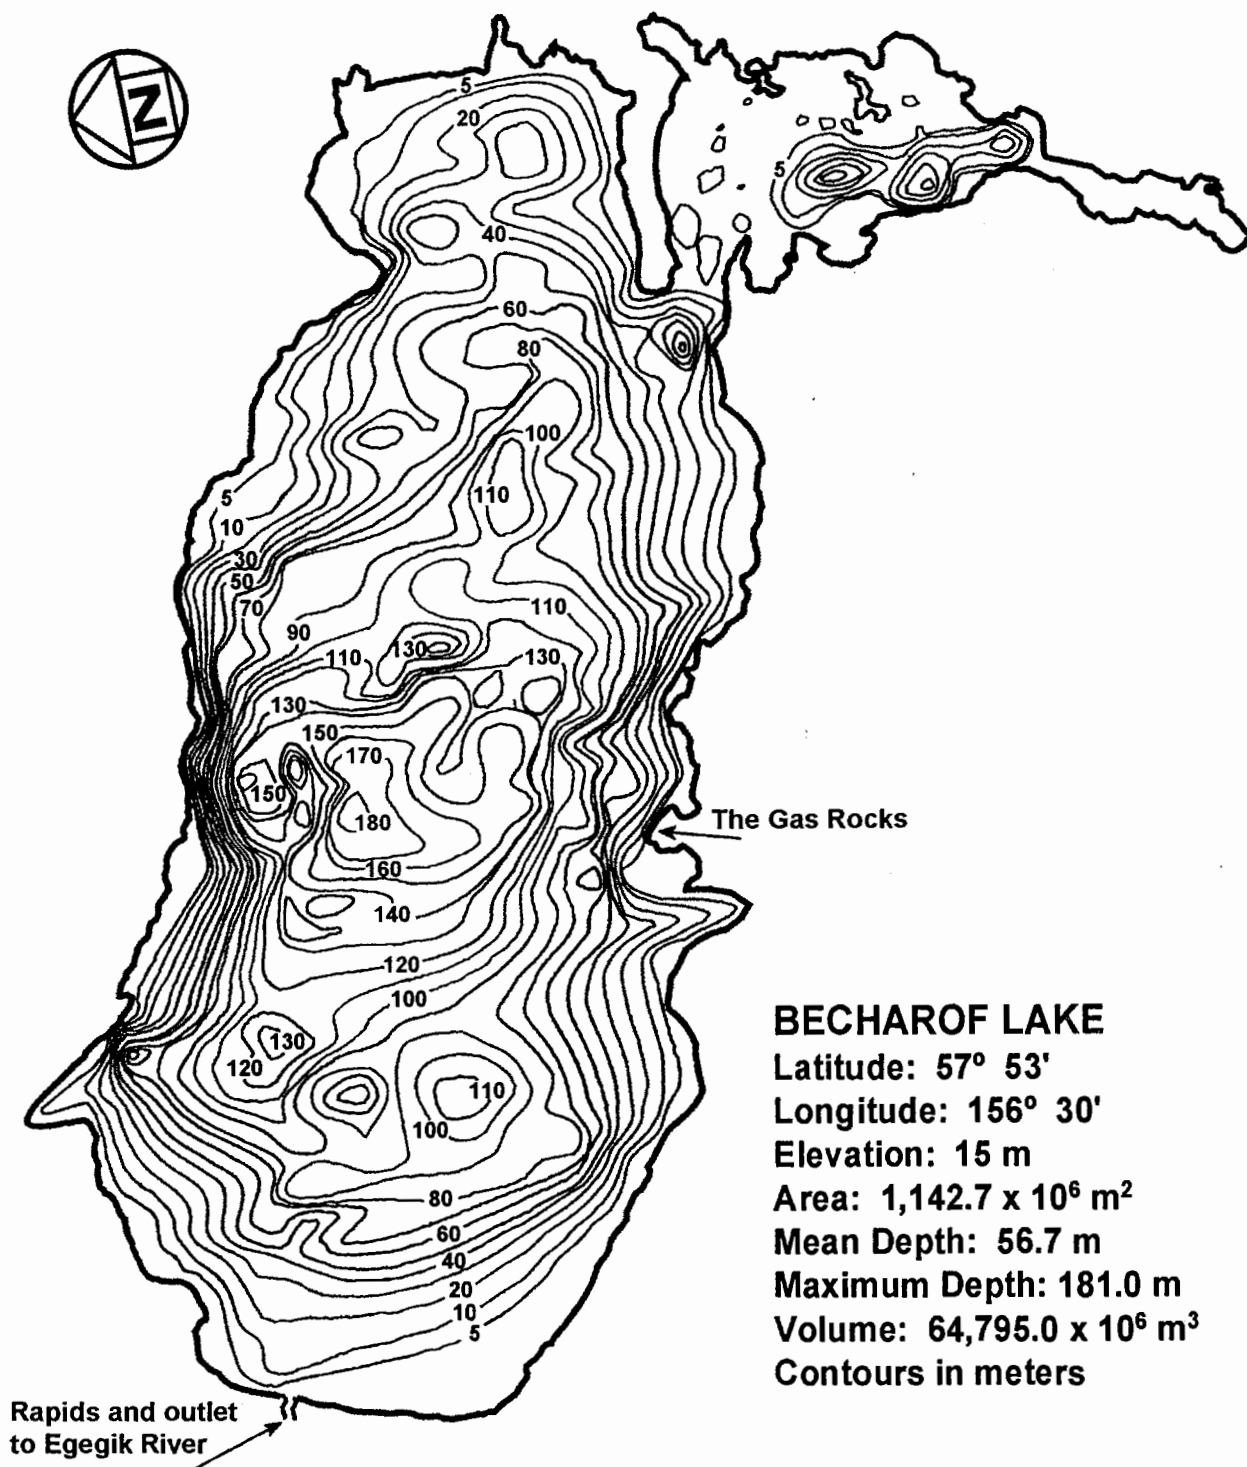 N
5
20
5
40
60
80
100
110
5
10
30
50
70
110
90
130
110
130
130
150
170
150
180
The Gas Rocks
160
140
120
100
130
120
110
100
80
60
40
20
10
5
BECHAROF LAKE
Latitude: 57º 53'
Longitude: 156º 30'
Elevation: 15 m
Area: 1,142.7 x 10⁶ m²
Mean Depth: 56.7 m
Maximum Depth: 181.0 m
Volume: 64,795.0 x 10⁶ m³
Contours in meters
Rapids and outlet
to Egegik River